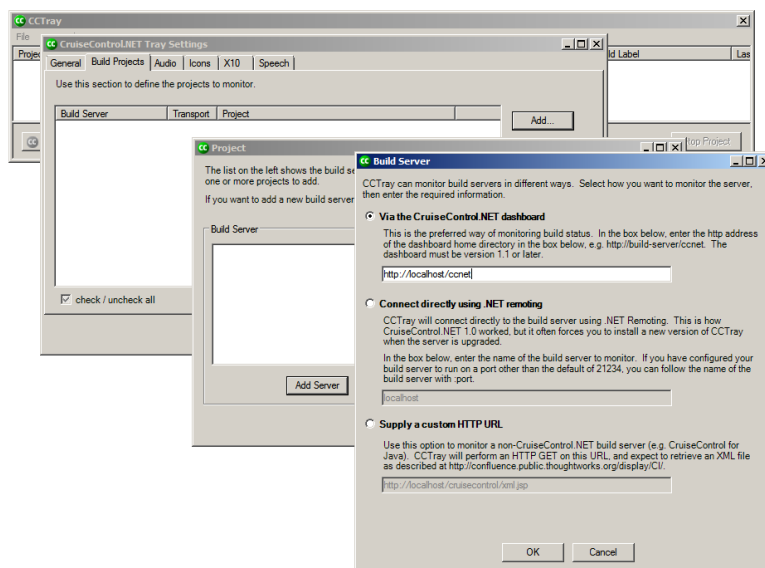 CCTray
File
CruiseControl.NET Tray Settings
General Build Projects Audio Icons X10 Speech
Use this section to define the projects to monitor.
Build Server Transport Project
Add...
Label Las
Project
The list on the left shows the build
one or more projects to add.
If you want to add a new build server
Build Server
check / uncheck all
Add Server
Stop Project
Build Server
CCTray can monitor build servers in different ways. Select how you want to monitor the server,
then enter the required information.
Via the CruiseControl.NET dashboard
This is the preferred way of monitoring build status. In the box below, enter the http address
of the dashboard home directory in the box below, e.g. http://build-server/ccnet. The
dashboard must be version 1.1 or later.
http://localhost/ccnet
Connect directly using .NET remoting
CCTray will connect directly to the build server using .NET Remoting. This is how
CruiseControl.NET 1.0 worked, but it often forces you to install a new version of CCTray
when the server is upgraded.
In the box below, enter the name of the build server to monitor. If you have configured your
build server to run on a port other than the default of 21234, you can follow the name of the
build server with :port.
localhost
Supply a custom HTTP URL
Use this option to monitor a non-CruiseControl.NET build server (e.g. CruiseControl for
Java). CCTray will perform an HTTP GET on this URL, and expect to retrieve an XML file
as described at http://confluence.public.thoughtworks.org/display/CI/.
http://localhost/cruisecontrol/xml.jsp
OK Cancel